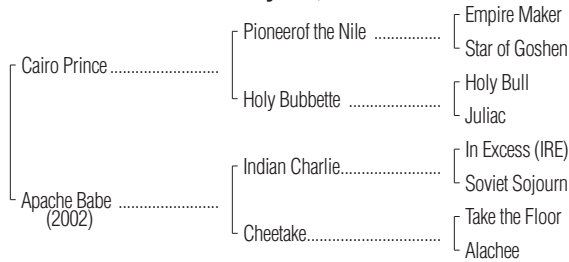 Empire Maker
Pioneerof the Nile ................
Star of Goshen
Cairo Prince ..........................
Holy Bull
Holy Bubbette ......................
Juliac
In Excess (IRE)
Indian Charlie........................
Soviet Sojourn
Apache Babe ........................
(2002)
Take the Floor
Cheetake................................
Alachee